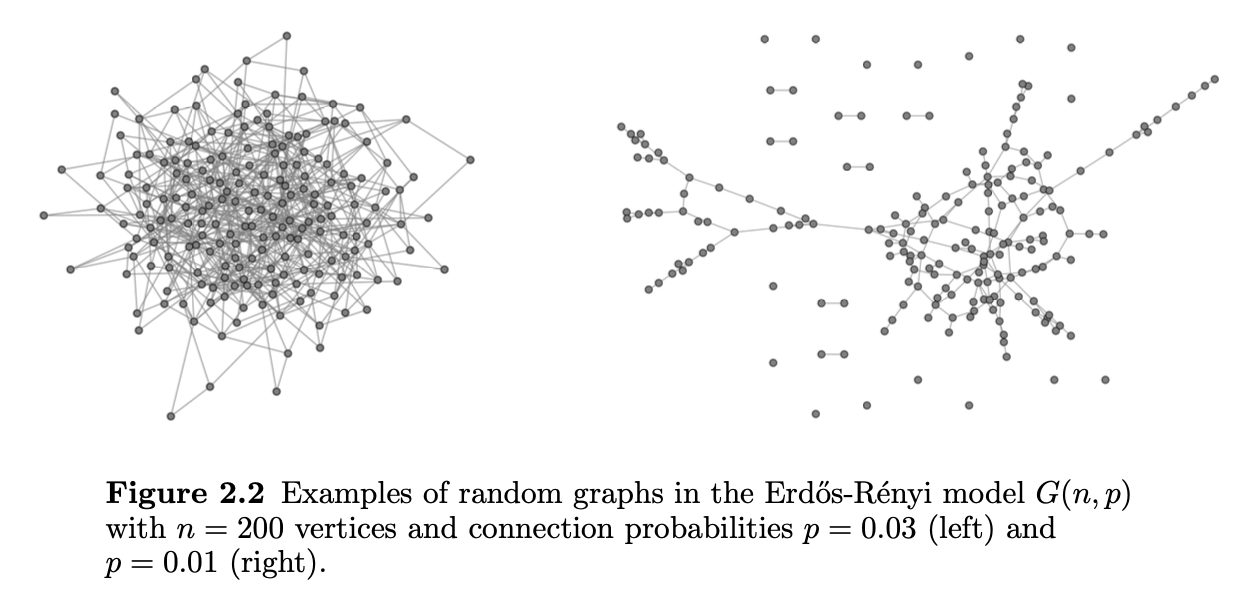 Figure 2.2 Examples of random graphs in the Erdős-Rényi model G(n, p)
with n = 200 vertices and connection probabilities p = 0.03 (left) and
p = 0.01 (right).